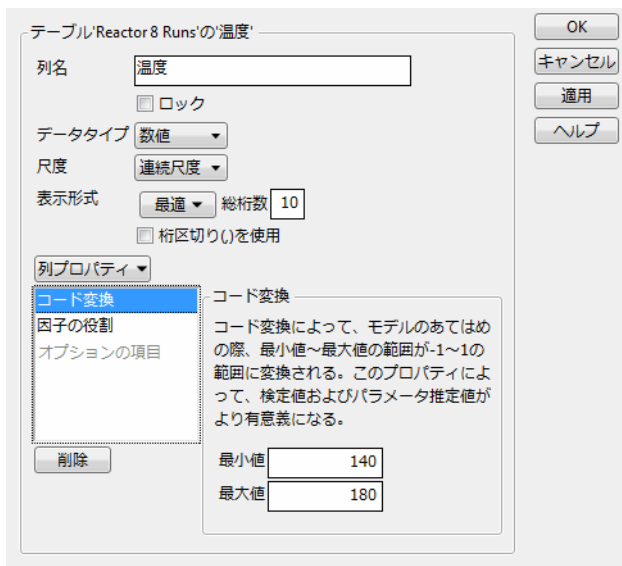 テーブル'Reactor 8 Runs'の'温度'
OK
キャンセル
適用
ヘルプ
列名 温度
ロック
データタイプ 数値
尺度 連続尺度
表示形式 最適 総桁数 10
桁区切り(,)を使用
列プロパティ
コード変換
因子の役割
オプションの項目
削除
コード変換
コード変換によって、モデルのあてはめ
の際、最小値~最大値の範囲が-1~1の
範囲に変換される。このプロパティによ
って、検定値およびパラメータ推定値が
より有意義になる。
最小値 140
最大値 180